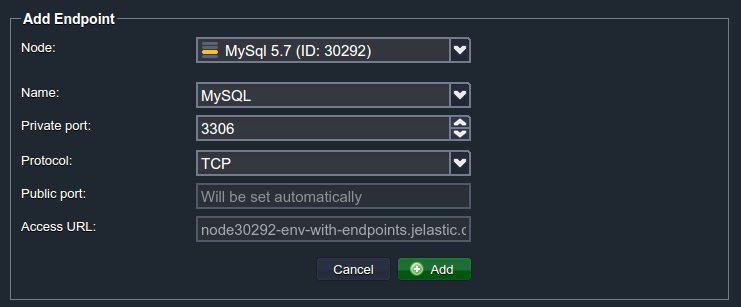 Add Endpoint
Node: MySql 5.7 (ID: 30292)
Name: MySQL
Private port: 3306
Protocol: TCP
Public port: Will be set automatically
Access URL: node30292-env-with-endpoints.jelastic.c
Cancel Add